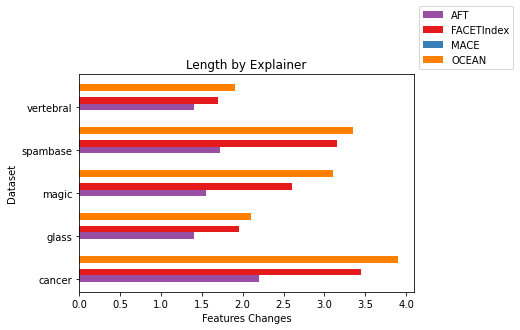 AFT
FACETIndex
MACE
OCEAN
Length by Explainer
Dataset
vertebral
spambase
magic
glass
cancer
0.0 0.5 1.0 1.5 2.0 2.5 3.0 3.5 4.0
Features Changes